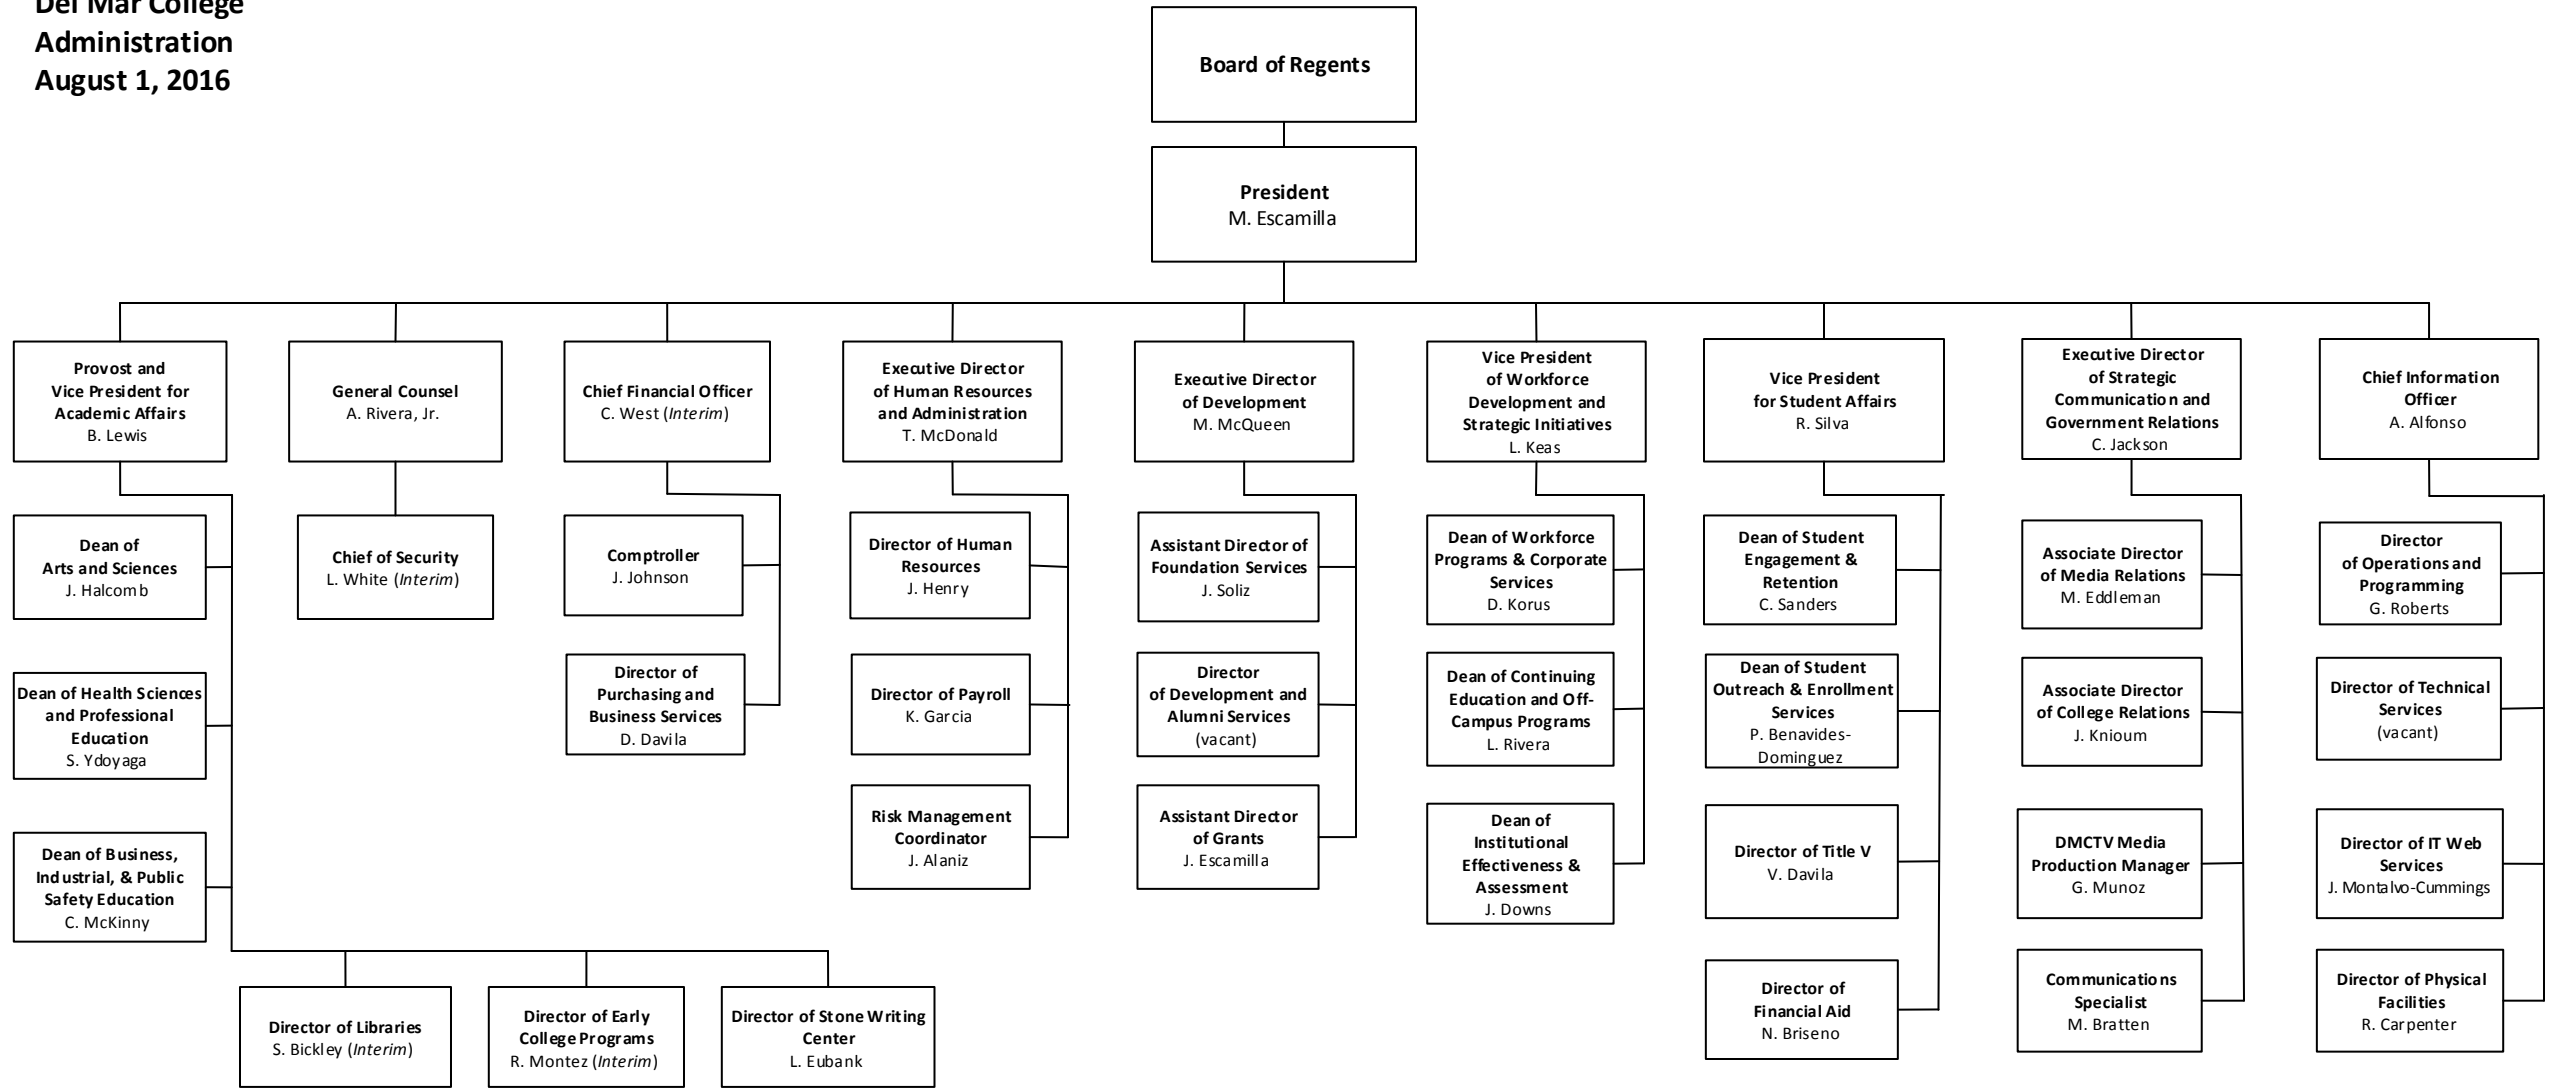 Del Mar College
Administration
August 1, 2016
Board of Regents
President
M. Escamilla
Provost and
Vice President for
Academic Affairs
B. Lewis
General Counsel
A. Rivera, Jr.
Chief Financial Officer
C. West (Interim)
Executive Director
of Human Resources
and Administration
T. McDonald
Executive Director
of Development
M. McQueen
Vice President
of Workforce
Development and
Strategic Initiatives
L. Keas
Vice President
for Student Affairs
R. Silva
Executive Director
of Strategic
Communication and
Government Relations
C. Jackson
Chief Information
Officer
A. Alfonso
Dean of
Arts and Sciences
J. Halcomb
Chief of Security
L. White (Interim)
Comptroller
J. Johnson
Director of Human
Resources
J. Henry
Assistant Director of
Foundation Services
J. Soliz
Dean of Workforce
Programs & Corporate
Services
D. Korus
Dean of Student
Engagement &
Retention
C. Sanders
Associate Director
of Media Relations
M. Eddleman
Director
of Operations and
Programming
G. Roberts
Dean of Health Sciences
and Professional
Education
S. Ydoyaga
Director of
Purchasing and
Business Services
D. Davila
Director of Payroll
K. Garcia
Director
of Development and
Alumni Services
(vacant)
Dean of Continuing
Education and Off-
Campus Programs
L. Rivera
Dean of Student
Outreach & Enrollment
Services
P. Benavides-
Dominguez
Associate Director
of College Relations
J. Knioum
Director of Technical
Services
(vacant)
Dean of Business,
Industrial, & Public
Safety Education
C. McKinny
Risk Management
Coordinator
J. Alaniz
Assistant Director
of Grants
J. Escamilla
Dean of
Institutional
Effectiveness &
Assessment
J. Downs
Director of Title V
V. Davila
DMCTV Media
Production Manager
G. Munoz
Director of IT Web
Services
J. Montalvo-Cummings
Director of Libraries
S. Bickley (Interim)
Director of Early
College Programs
R. Montez (Interim)
Director of Stone Writing
Center
L. Eubank
Director of
Financial Aid
N. Briseno
Communications
Specialist
M. Bratten
Director of Physical
Facilities
R. Carpenter